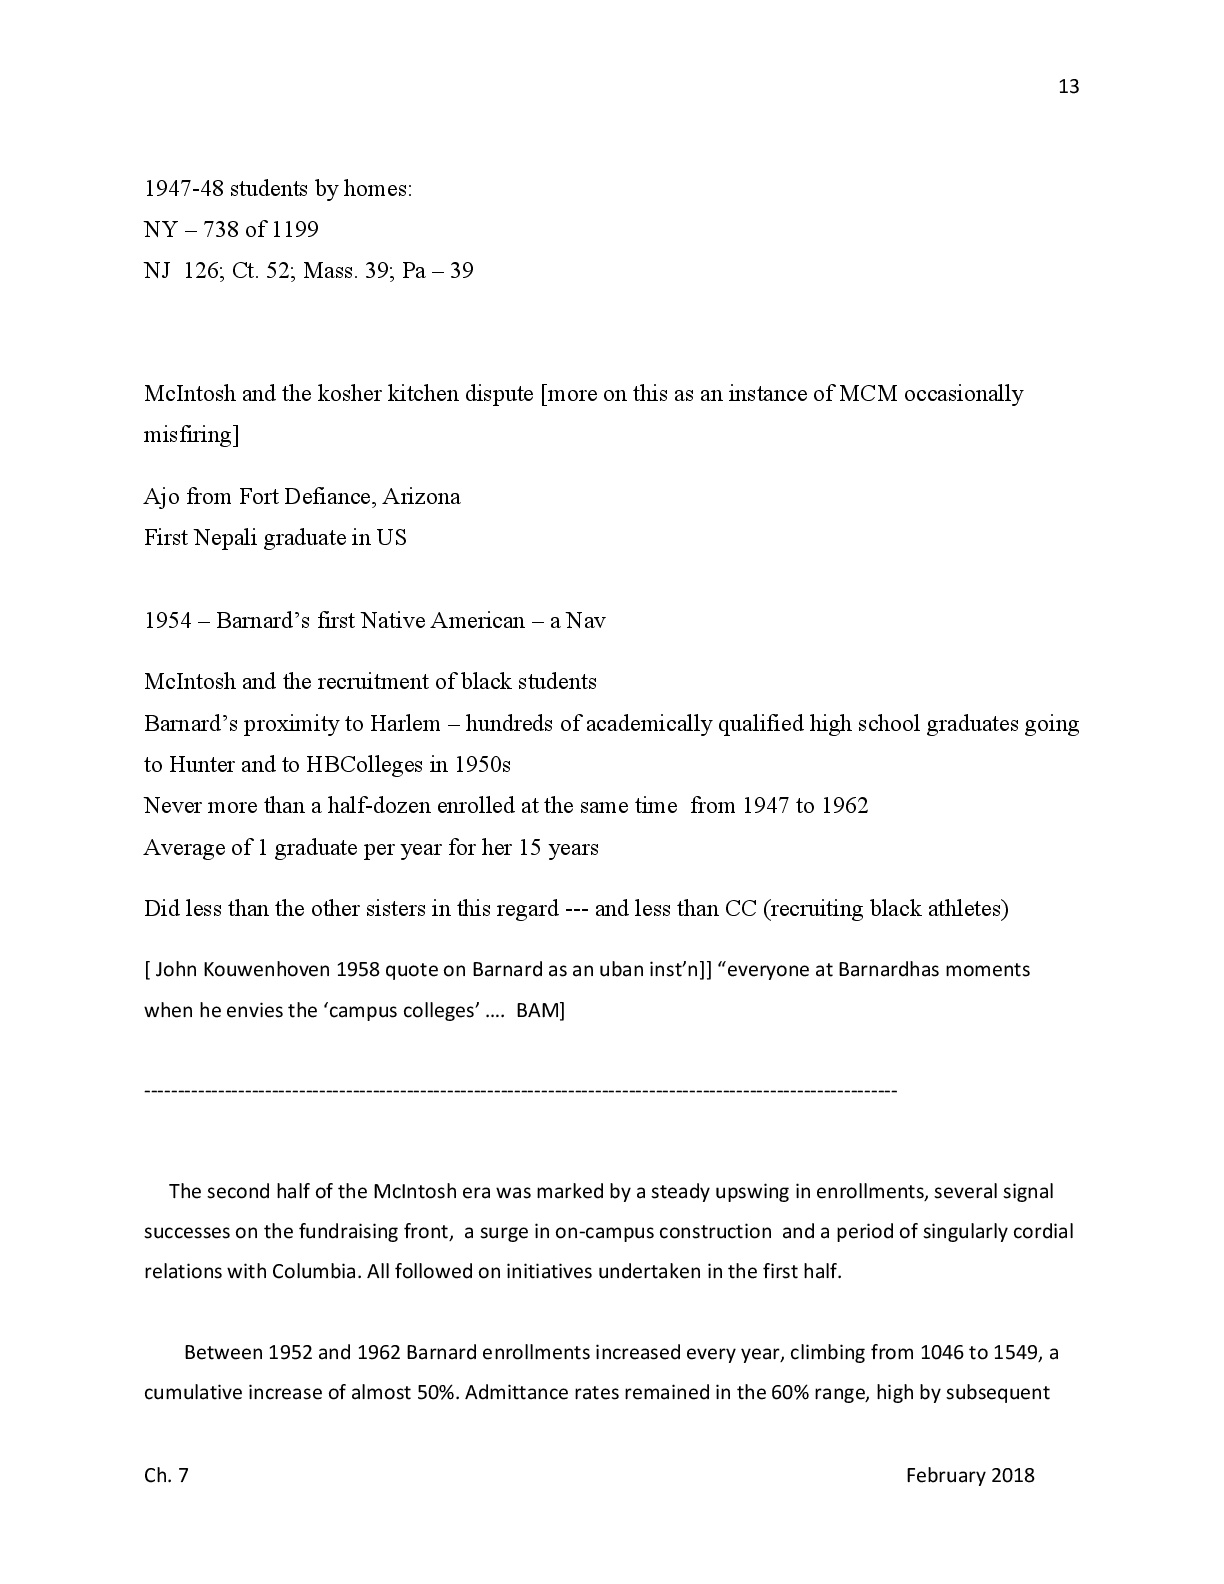 13
1947-48 students by homes:
NY – 738 of 1199
NJ  126; Ct. 52; Mass. 39; Pa – 39
McIntosh and the kosher kitchen dispute [more on this as an instance of MCM occasionally
misfiring]
Ajo from Fort Defiance, Arizona
First Nepali graduate in US
1954 – Barnard’s first Native American – a Nav
McIntosh and the recruitment of black students
Barnard’s proximity to Harlem – hundreds of academically qualified high school graduates going
to Hunter and to HBColleges in 1950s
Never more than a half-dozen enrolled at the same time  from 1947 to 1962
Average of 1 graduate per year for her 15 years
Did less than the other sisters in this regard --- and less than CC (recruiting black athletes)
[ John Kouwenhoven 1958 quote on Barnard as an uban inst’n]] “everyone at Barnardhas moments
when he envies the ‘campus colleges’ ….  BAM]
----------------------------------------------------------------------------------------------------------------
The second half of the McIntosh era was marked by a steady upswing in enrollments, several signal
successes on the fundraising front,  a surge in on-campus construction  and a period of singularly cordial
relations with Columbia. All followed on initiatives undertaken in the first half.
Between 1952 and 1962 Barnard enrollments increased every year, climbing from 1046 to 1549, a
cumulative increase of almost 50%. Admittance rates remained in the 60% range, high by subsequent
Ch. 7 February 2018